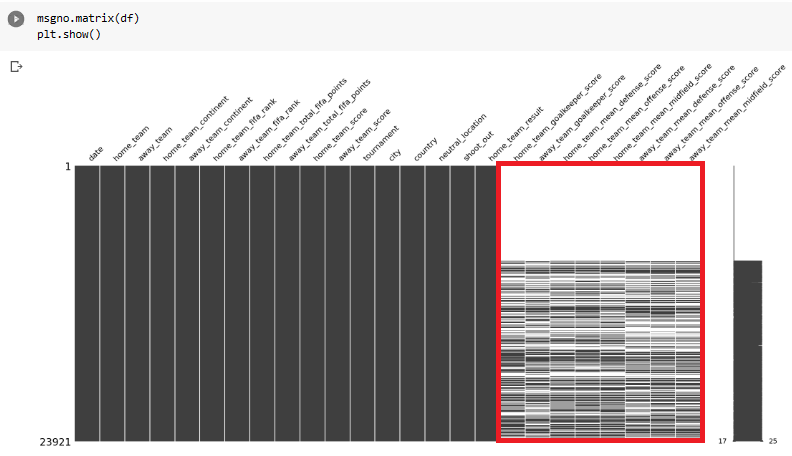 msgno.matrix(df)
plt.show()
date
home_team
away_team
home_team_continent
away_team_continent
home_team_fifa_rank
away_team_fifa_rank
home_team_total_fifa_points
away_team_total_fifa_points
home_team_score
away_team_score
tournament
city
country
neutral_location
shoot_out
home_team_result
home_team_goalkeeper_score
away_team_goalkeeper_score
home_team_mean_defense_score
home_team_mean_offense_score
home_team_mean_midfield_score
away_team_mean_defense_score
away_team_mean_offense_score
away_team_mean_midfield_score
1
23921
17
25